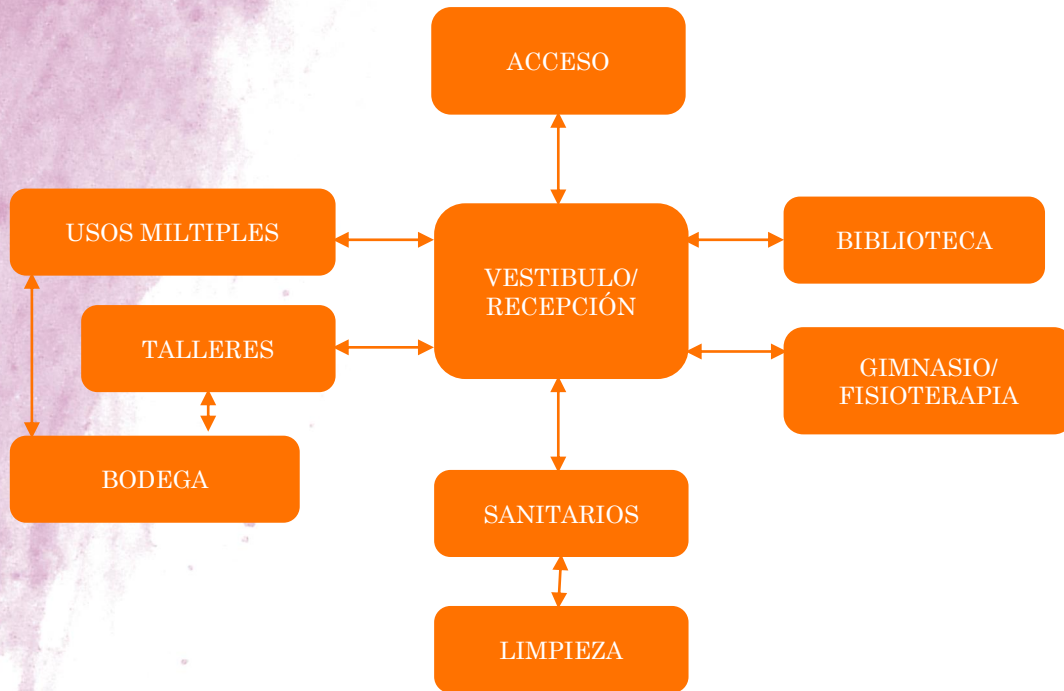 ACCESO
USOS MILTIPLES
VESTIBULO/
RECEPCIÓN
BIBLIOTECA
TALLERES
GIMNASIO/
FISIOTERAPIA
BODEGA
SANITARIOS
LIMPIEZA